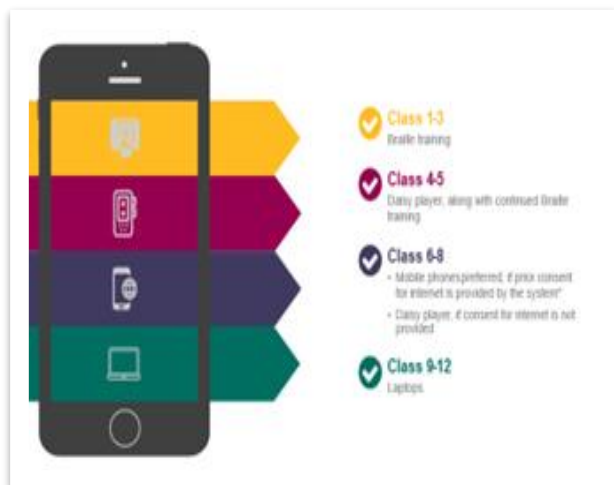 Class 1-3
Braille training
Class 4-5
Daisy player, along with continued Braille
training
Class 6-8
• Mobile phones preferred, if prior consent
for internet is provided by the system*
• Daisy player, if consent for internet is not
provided
Class 9-12
Laptops